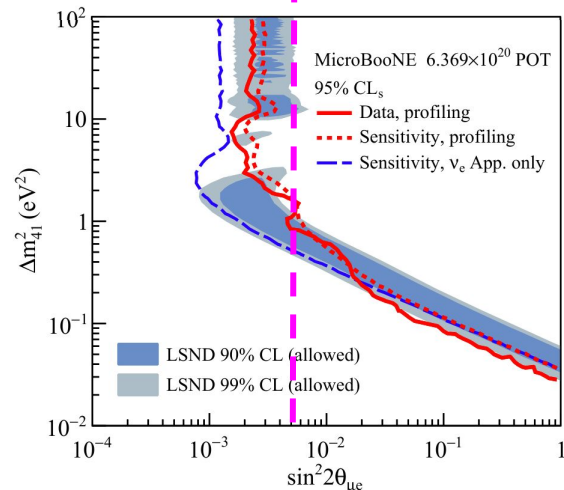 10²
10
1
10⁻¹
10⁻²
Δm²₄₁ (eV²)
MicroBooNE 6.369×10²⁰ POT
95% CLₛ
Data, profiling
Sensitivity, profiling
Sensitivity, νₑ App. only
LSND 90% CL (allowed)
LSND 99% CL (allowed)
10⁻⁴ 10⁻³ 10⁻² 10⁻¹ 1
sin²2θμₑ